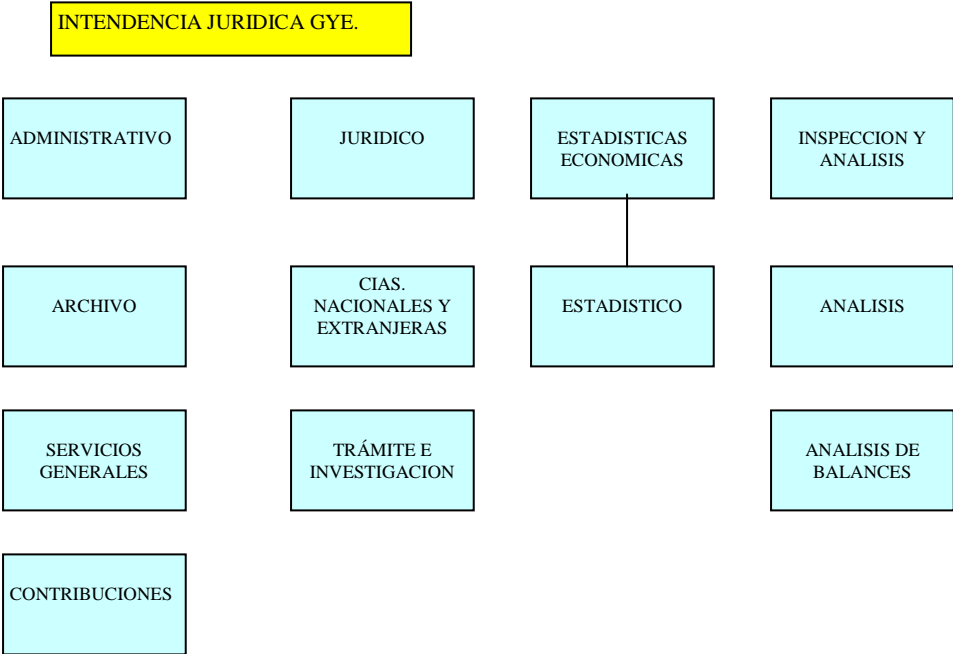 INTENDENCIA JURIDICA GYE.
ADMINISTRATIVO
JURIDICO
ESTADISTICAS
ECONOMICAS
INSPECCION Y
ANALISIS
ARCHIVO
CIAS.
NACIONALES Y
EXTRANJERAS
ESTADISTICO
ANALISIS
SERVICIOS
GENERALES
TRÁMITE E
INVESTIGACION
ANALISIS DE
BALANCES
CONTRIBUCIONES